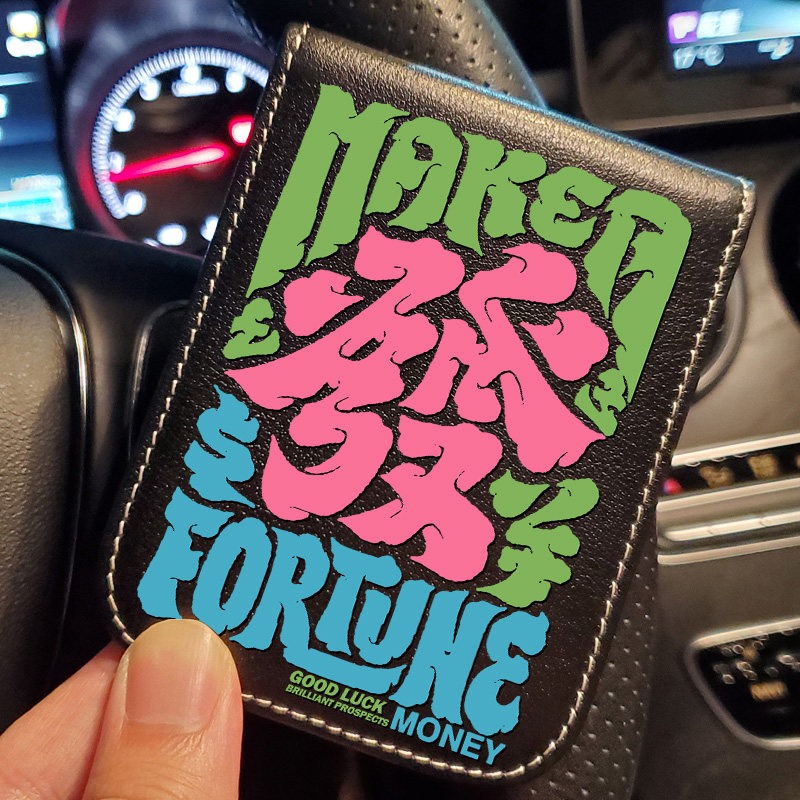 MAKE A
發
$ ¥
FORTUNE
GOOD LUCK
BRILLIANT PROSPECTS
MONEY